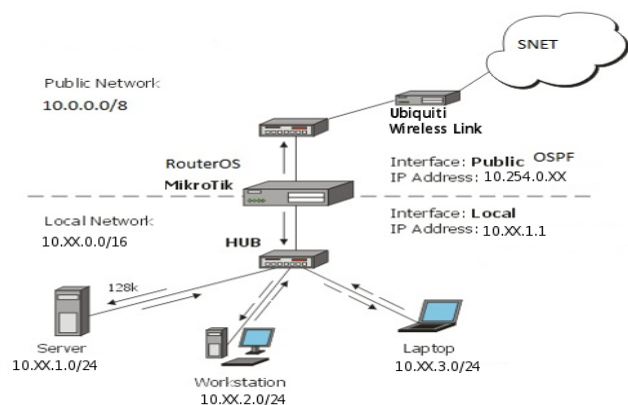 SNET
Public Network
10.0.0.0/8
Ubiquiti
Wireless Link
RouterOS
MikroTik
Interface: Public OSPF
IP Address: 10.254.0.XX
Local Network
10.XX.0.0/16
Interface: Local
IP Address: 10.XX.1.1
HUB
128k
Server
10.XX.1.0/24
Workstation
10.XX.2.0/24
Laptop
10.XX.3.0/24